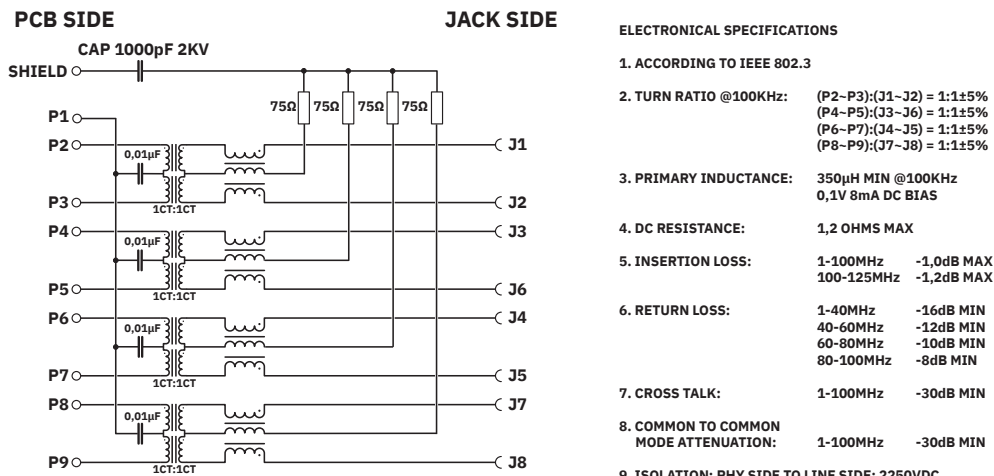 PCB SIDE
JACK SIDE
CAP 1000pF 2KV
SHIELD
75Ω 75Ω 75Ω 75Ω
P1
P2
J1
0,01µF
P3
J2
1CT:1CT
P4
J3
0,01µF
P5
J6
1CT:1CT
P6
J4
0,01µF
P7
J5
1CT:1CT
P8
J7
0,01µF
P9
J8
1CT:1CT
ELECTRONICAL SPECIFICATIONS
1. ACCORDING TO IEEE 802.3
2. TURN RATIO @100KHz: (P2~P3):(J1~J2) = 1:1±5%
(P4~P5):(J3~J6) = 1:1±5%
(P6~P7):(J4~J5) = 1:1±5%
(P8~P9):(J7~J8) = 1:1±5%
3. PRIMARY INDUCTANCE: 350µH MIN @100KHz
0,1V 8mA DC BIAS
4. DC RESISTANCE: 1,2 OHMS MAX
5. INSERTION LOSS: 1-100MHz -1,0dB MAX
100-125MHz -1,2dB MAX
6. RETURN LOSS: 1-40MHz -16dB MIN
40-60MHz -12dB MIN
60-80MHz -10dB MIN
80-100MHz -8dB MIN
7. CROSS TALK: 1-100MHz -30dB MIN
8. COMMON TO COMMON
MODE ATTENUATION: 1-100MHz -30dB MIN
9. ISOLATION: PHY SIDE TO LINE SIDE: 2250VDC